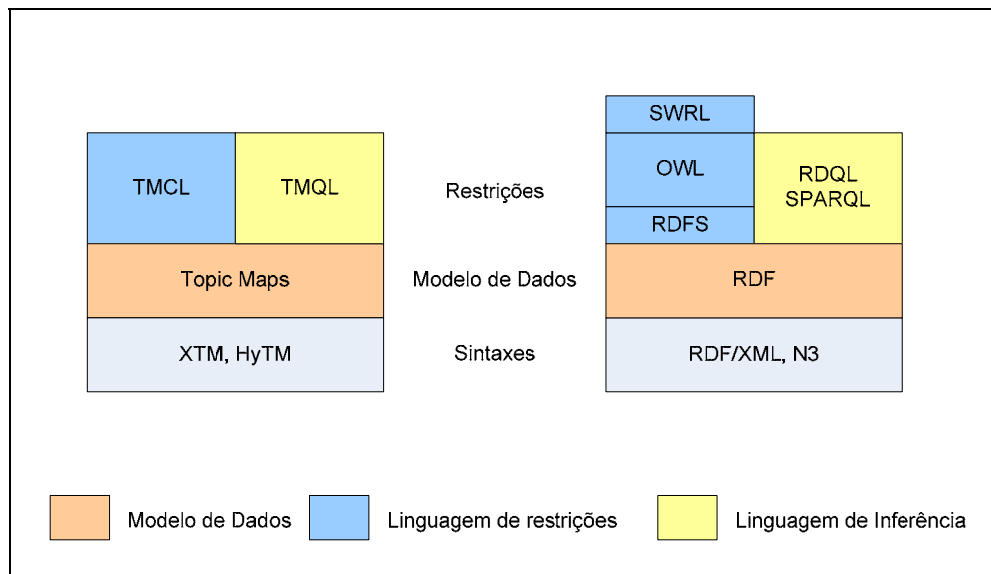 SWRL
TMCL
TMQL
Restrições
OWL
RDQL
SPARQL
RDFS
Topic Maps
Modelo de Dados
RDF
XTM, HyTM
Sintaxes
RDF/XML, N3
Modelo de Dados
Linguagem de restrições
Linguagem de Inferência